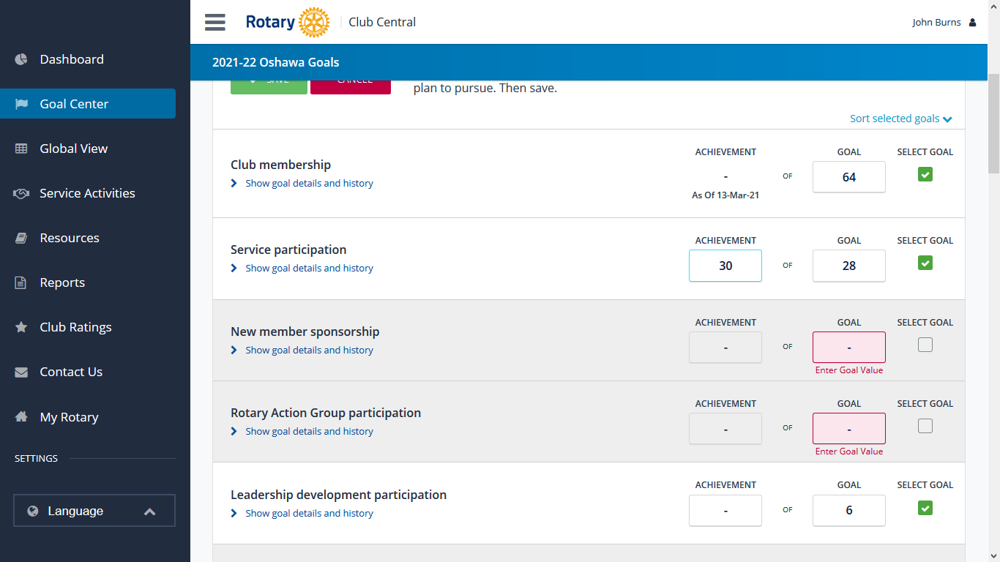 Dashboard
Goal Center
Global View
Service Activities
Resources
Reports
Club Ratings
Contact Us
My Rotary
SETTINGS
Language
Rotary
Club Central
John Burns
2021-22 Oshawa Goals
SAVE
CANCEL
plan to pursue. Then save.
Sort selected goals
Club membership
Show goal details and history
ACHIEVEMENT
-
As Of 13-Mar-21
OF
GOAL
64
SELECT GOAL
Service participation
Show goal details and history
ACHIEVEMENT
30
OF
GOAL
28
SELECT GOAL
New member sponsorship
Show goal details and history
ACHIEVEMENT
-
OF
GOAL
-
Enter Goal Value
SELECT GOAL
Rotary Action Group participation
Show goal details and history
ACHIEVEMENT
-
OF
GOAL
-
Enter Goal Value
SELECT GOAL
Leadership development participation
Show goal details and history
ACHIEVEMENT
-
OF
GOAL
6
SELECT GOAL